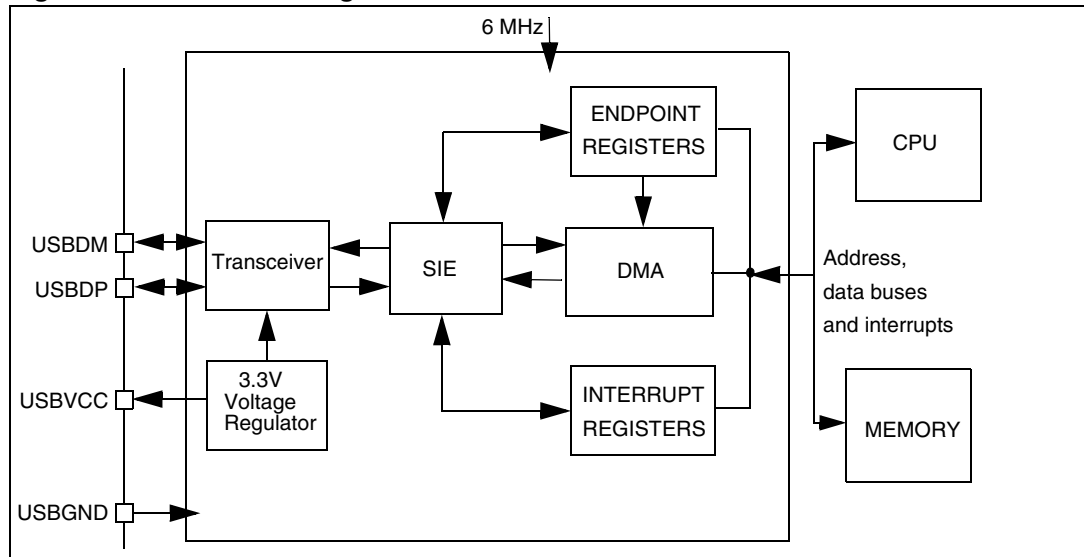 6 MHz
ENDPOINT
REGISTERS
CPU
USBDM
USBDP
Transceiver
SIE
DMA
Address,
data buses
and interrupts
USBVCC
3.3V
Voltage
Regulator
INTERRUPT
REGISTERS
MEMORY
USBGND